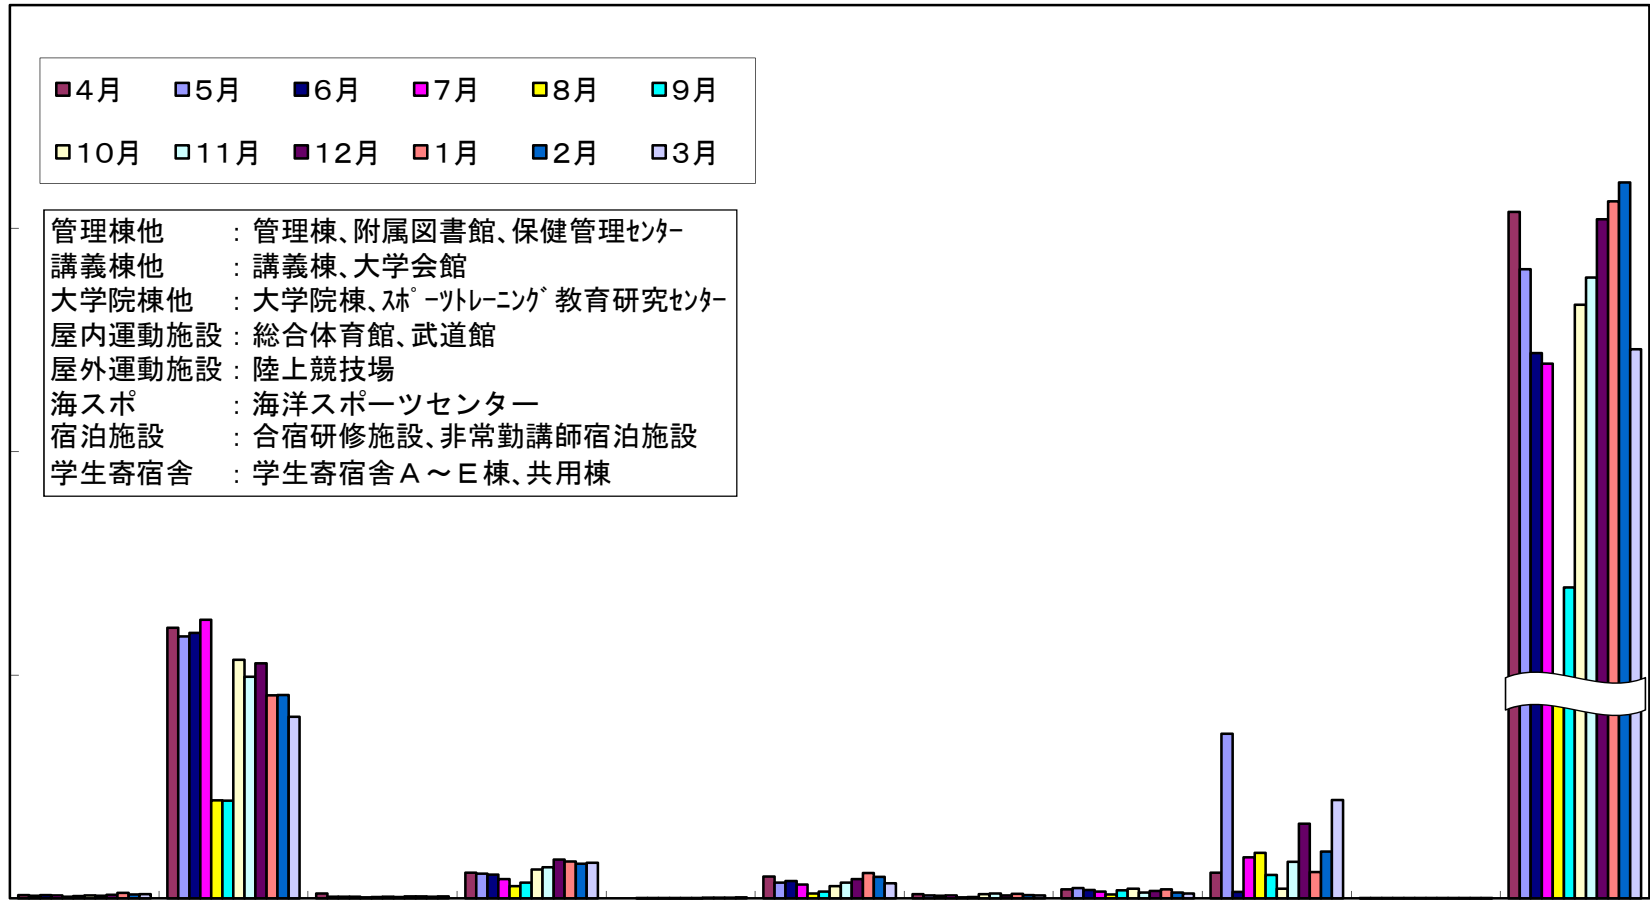 4月 5月 6月 7月 8月 9月
10月 11月 12月 1月 2月 3月
管理棟他 : 管理棟、附属図書館、保健管理ｾﾝﾀｰ
講義棟他 : 講義棟、大学会館
大学院棟他 : 大学院棟、ｽﾎﾟｰﾂﾄﾚｰﾆﾝｸﾞ教育研究ｾﾝﾀｰ
屋内運動施設 : 総合体育館、武道館
屋外運動施設 : 陸上競技場
海スポ : 海洋スポーツセンター
宿泊施設 : 合宿研修施設、非常勤講師宿泊施設
学生寄宿舎 : 学生寄宿舎Ａ～Ｅ棟、共用棟